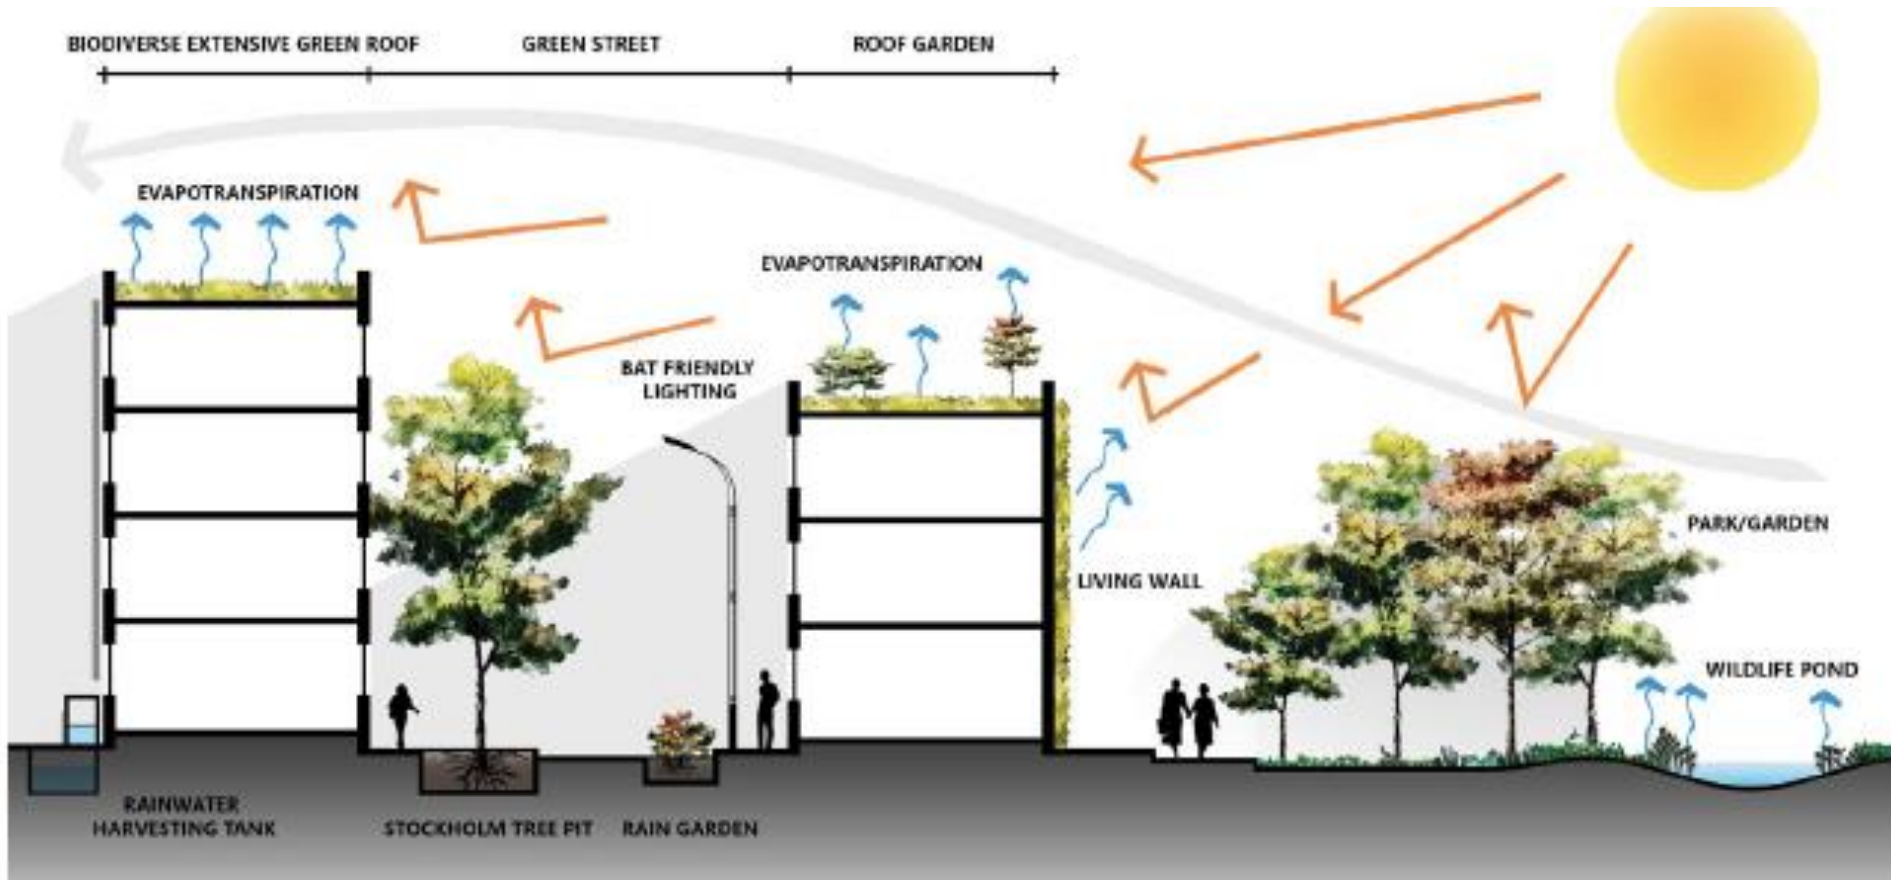 BIODIVERSE EXTENSIVE GREEN ROOF
GREEN STREET
ROOF GARDEN
EVAPOTRANSPIRATION
EVAPOTRANSPIRATION
BAT FRIENDLY
LIGHTING
PARK/GARDEN
LIVING WALL
WILDLIFE POND
RAINWATER
HARVESTING TANK
STOCKHOLM TREE PIT
RAIN GARDEN